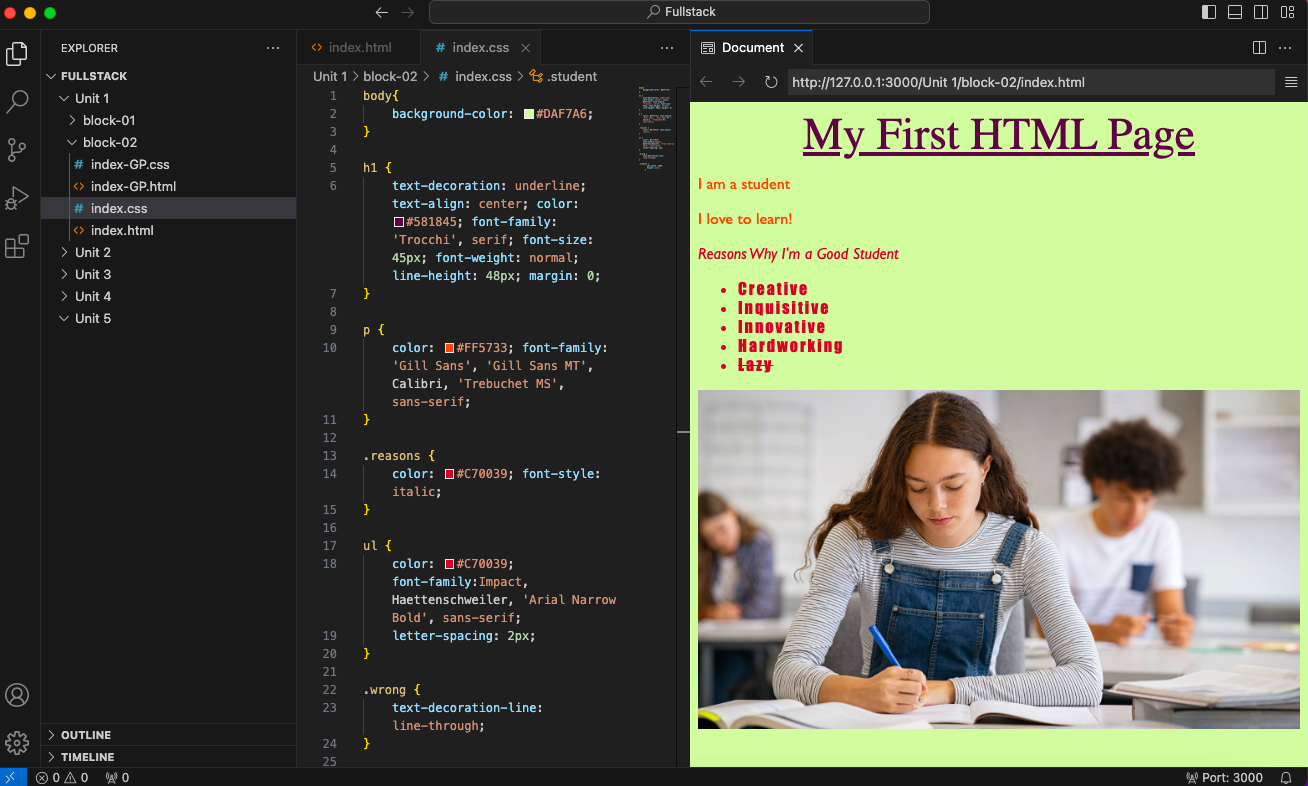 Fullstack
EXPLORER
FULLSTACK
Unit 1
block-01
block-02
# index-GP.css
<> index-GP.html
# index.css
<> index.html
Unit 2
Unit 3
Unit 4
Unit 5
OUTLINE
TIMELINE
<> index.html
# index.css
Unit 1 > block-02 > # index.css > .student
1 body{
2 background-color: #DAF7A6;
3 }
4
5 h1 {
6 text-decoration: underline;
text-align: center; color:
#581845; font-family:
'Trocchi', serif; font-size:
45px; font-weight: normal;
line-height: 48px; margin: 0;
7 }
8
9 p {
10 color: #FF5733; font-family:
'Gill Sans', 'Gill Sans MT',
Calibri, 'Trebuchet MS',
sans-serif;
11 }
12
13 .reasons {
14 color: #C70039; font-style:
italic;
15 }
16
17 ul {
18 color: #C70039;
font-family:Impact,
Haettenschweiler, 'Arial Narrow
Bold', sans-serif;
19 letter-spacing: 2px;
20 }
21
22 .wrong {
23 text-decoration-line:
line-through;
24 }
25
Document
http://127.0.0.1:3000/Unit 1/block-02/index.html
My First HTML Page
I am a student
I love to learn!
Reasons Why I'm a Good Student
• Creative
• Inquisitive
• Innovative
• Hardworking
• Lazy
0 0 0
Port: 3000